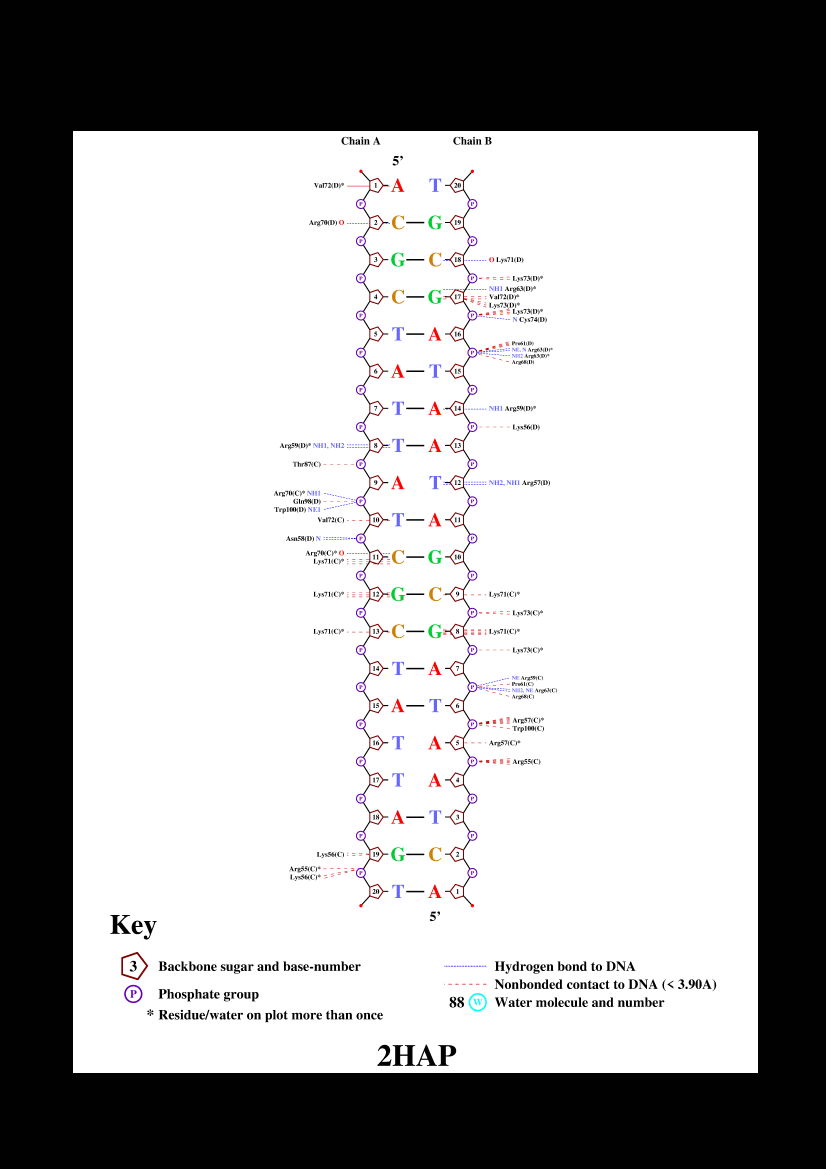 Chain A Chain B
5’
Val72(D)* 1 A T 20
P P
Arg70(D) O 2 C G 19
P P
3 G C 18 O Lys71(D)
P P Lys73(D)*
NH1 Arg63(D)*
4 C G 17 Val72(D)*
Lys73(D)*
P P Lys73(D)*
N Cys74(D)
5 T A 16
Pro61(D)
P P NE, N Arg63(D)*
NH2 Arg63(D)*
Arg68(D)
6 A T 15
P P
7 T A 14 NH1 Arg59(D)*
P P Lys56(D)
Arg59(D)* NH1, NH2 8 T A 13
Thr87(C) P P
9 A T 12 NH2, NH1 Arg57(D)
Arg70(C)* NH1
Gln98(D) P P
Trp100(D) NE1
Val72(C) 10 T A 11
Asn58(D) N P P
Arg70(C)* O 11 C G 10
Lys71(C)*
P P
Lys71(C)* 12 G C 9 Lys71(C)*
P P Lys73(C)*
Lys71(C)* 13 C G 8 Lys71(C)*
P P Lys73(C)*
14 T A 7
NE Arg59(C)
P P Pro61(C)
NH2, NE Arg63(C)
Arg68(C)
15 A T 6
P P Arg57(C)*
Trp100(C)
16 T A 5 Arg57(C)*
P P Arg55(C)
17 T A 4
P P
18 A T 3
P P
Lys56(C) 19 G C 2
Arg55(C)* P P
Lys56(C)*
20 T A 1
5’
Key
3 Backbone sugar and base-number
P Phosphate group
* Residue/water on plot more than once
Hydrogen bond to DNA
Nonbonded contact to DNA (< 3.90A)
88 W Water molecule and number
2HAP